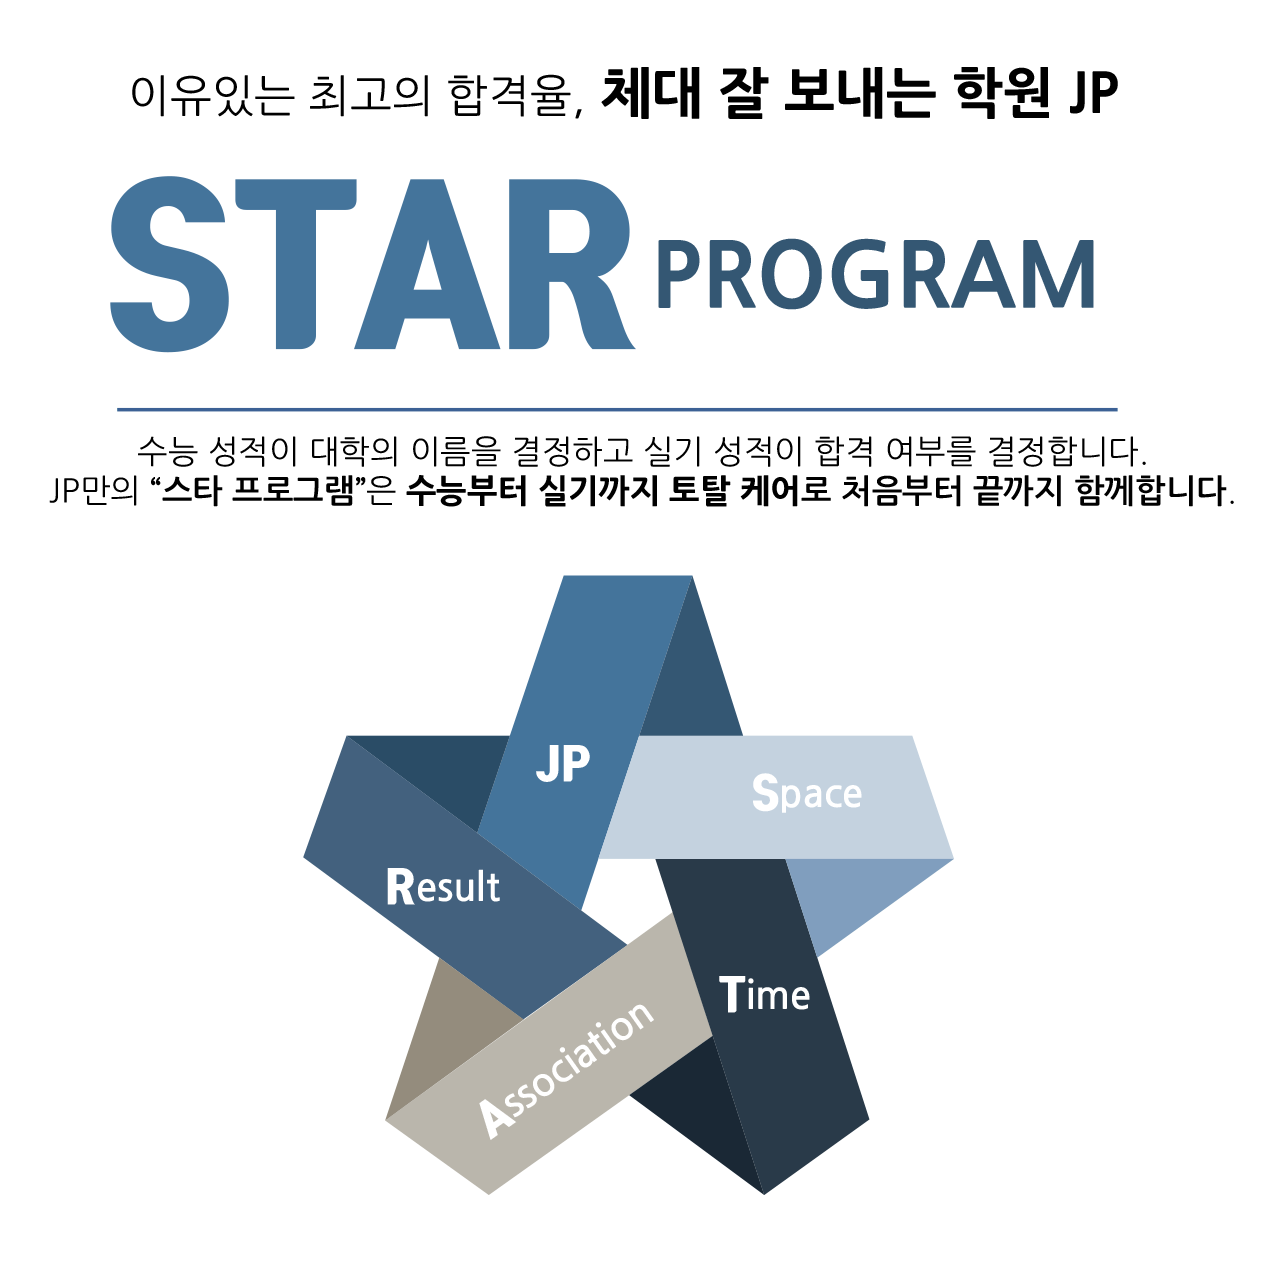 이유있는 최고의 합격율, 체대 잘 보내는 학원 JP
STAR PROGRAM
수능 성적이 대학의 이름을 결정하고 실기 성적이 합격 여부를 결정합니다.
JP만의 “스타 프로그램”은 수능부터 실기까지 토탈 케어로 처음부터 끝까지 함께합니다.
JP
Space
Result
Time
Association